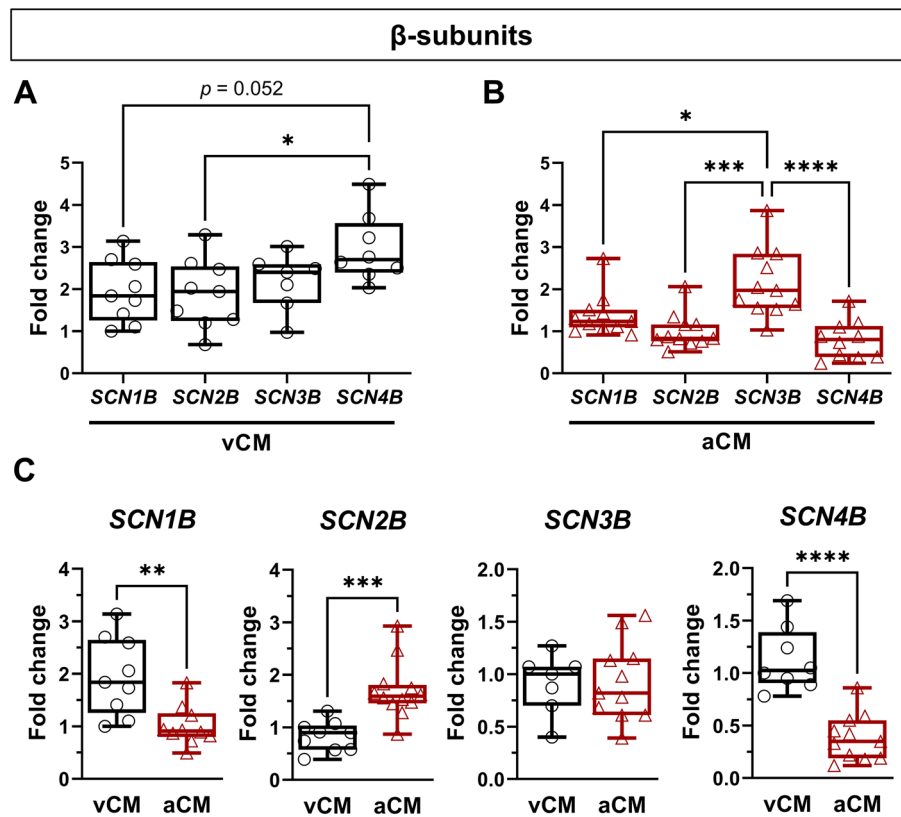 β-subunits
A
p = 0.052
*
Fold change
5
4
3
2
1
0
SCN1B SCN2B SCN3B SCN4B
vCM
B
*
*** ****
Fold change
5
4
3
2
1
0
SCN1B SCN2B SCN3B SCN4B
aCM
C
SCN1B
**
Fold change
4
3
2
1
0
vCM aCM
SCN2B
***
Fold change
4
3
2
1
0
vCM aCM
SCN3B
Fold change
2.0
1.5
1.0
0.5
0.0
vCM aCM
SCN4B
****
Fold change
2.0
1.5
1.0
0.5
0.0
vCM aCM